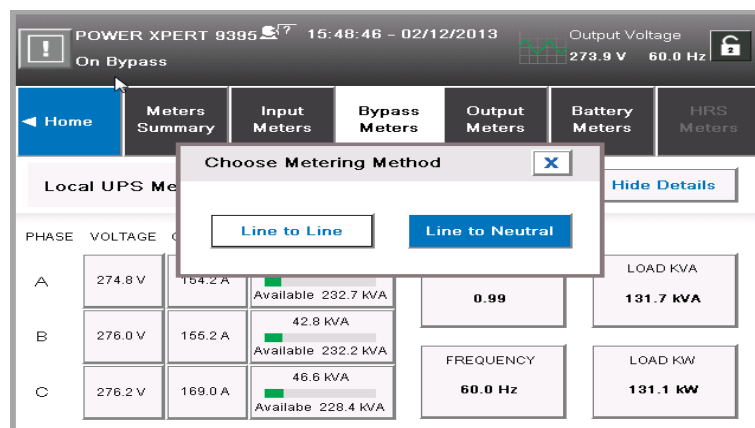 POWER XPERT 9395 ? 15:48:46 - 02/12/2013 Output Voltage
! On Bypass 273.9 V 60.0 Hz 2
◄ Home Meters Summary Input Meters Bypass Meters Output Meters Battery Meters HRS Meters
Choose Metering Method X
Local UPS Me Hide Details
Line to Line Line to Neutral
PHASE VOLTAGE
A 274.8 V 154.2 A Available 232.7 kVA 0.99 LOAD KVA 131.7 kVA
B 276.0 V 155.2 A 42.8 kVA Available 232.2 kVA
C 276.2 V 169.0 A 46.6 kVA Availabe 228.4 kVA FREQUENCY 60.0 Hz LOAD KW 131.1 kW